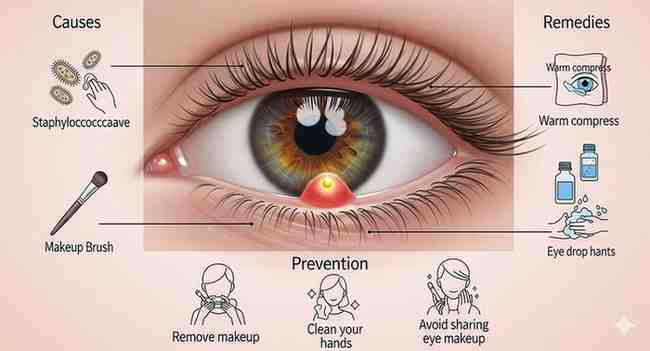 Causes
Remedies
Staphyloccocccaave
Warm compress
Warm compress
Makeup Brush
Eye drop hants
Prevention
Remove makeup
Clean your
hands
Avoid sharing
eye makeup